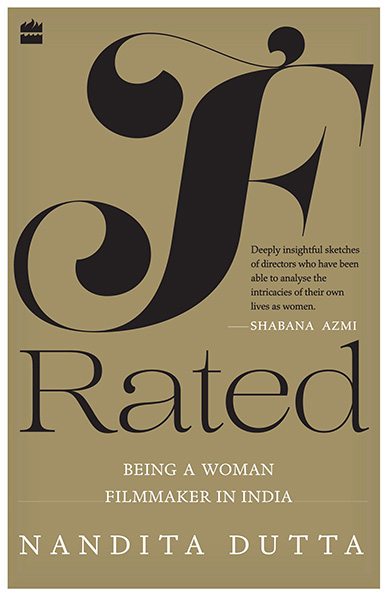 F
Deeply insightful sketches
of directors who have been
able to analyse the
intricacies of their own
lives as women.
—SHABANA AZMI
Rated
BEING A WOMAN
FILMMAKER IN INDIA
NANDITA DUTTA